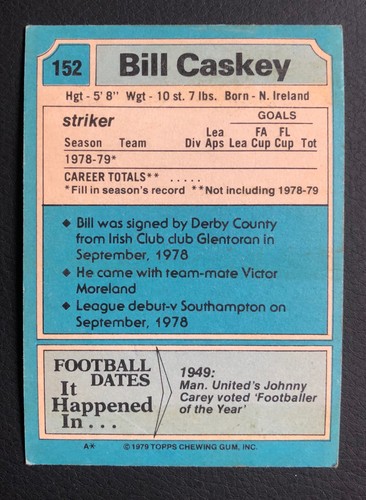 152 Bill Caskey
Hgt - 5' 8" Wgt - 10 st. 7 lbs. Born - N. Ireland
striker GOALS
Lea FA FL
Season Team Div Aps Lea Cup Cup Tot
1978-79*
CAREER TOTALS** . . . . .
*Fill in season's record **Not including 1978-79
◆ Bill was signed by Derby County
from Irish Club club Glentoran in
September, 1978
◆ He came with team-mate Victor
Moreland
◆ League debut-v Southampton on
September, 1978
FOOTBALL
DATES
It
Happened
In . . .
1949:
Man. United's Johnny
Carey voted 'Footballer
of the Year'
A* © 1979 TOPPS CHEWING GUM, INC.